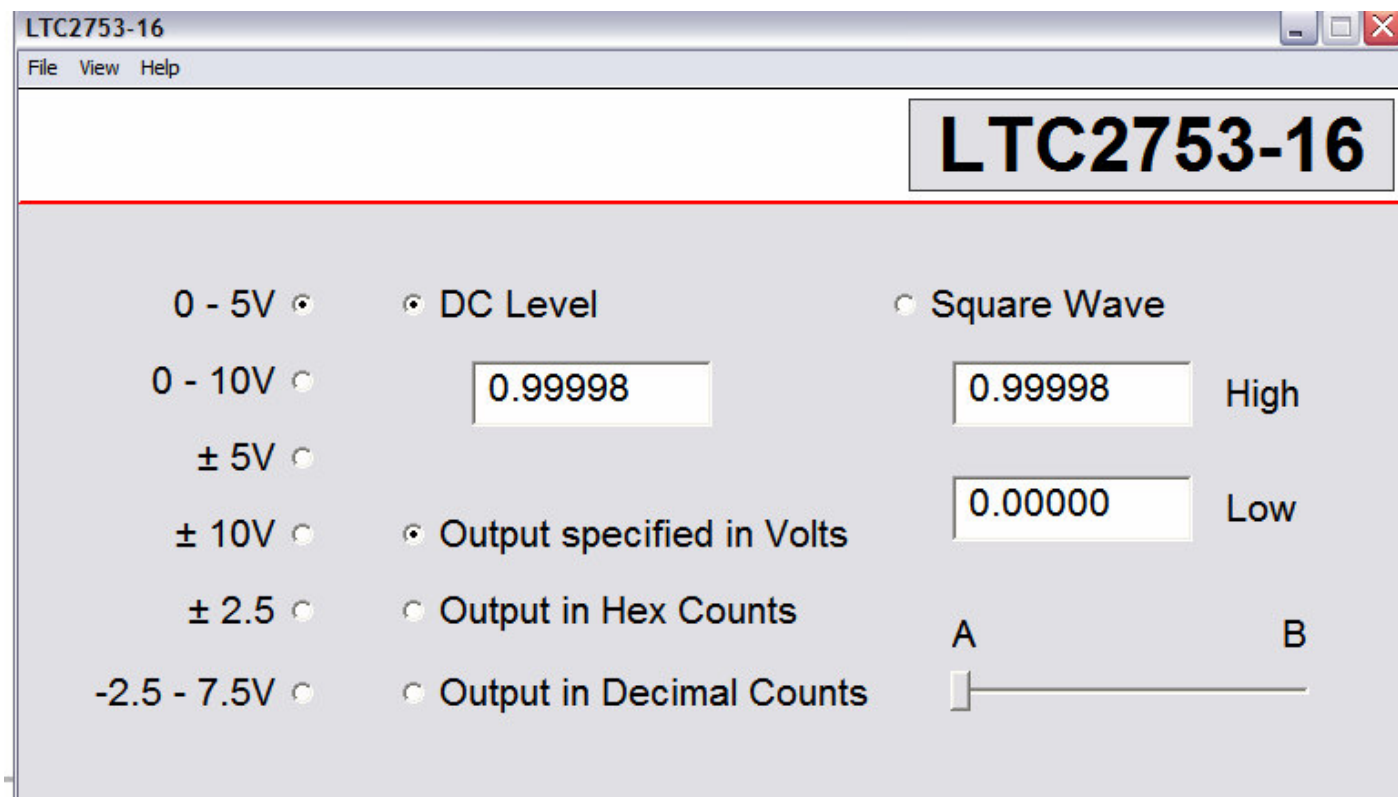 LTC2753-16
File View Help
LTC2753-16
0 - 5V
DC Level
Square Wave
0 - 10V
0.99998
0.99998
High
± 5V
0.00000
Low
± 10V
Output specified in Volts
± 2.5
Output in Hex Counts
A
B
-2.5 - 7.5V
Output in Decimal Counts